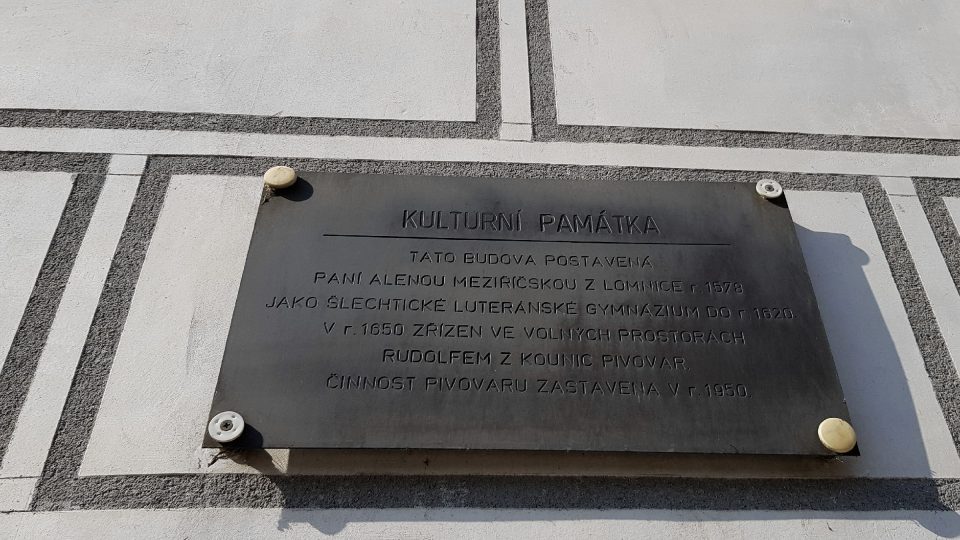 KULTURNÍ PAMÁTKA
TATO BUDOVA POSTAVENÁ
PANÍ ALENOU MEZIŘÍČSKOU Z LOMNICE r. 1578
JAKO ŠLECHTICKÉ LUTERÁNSKÉ GYMNÁZIUM DO r. 1620.
V r. 1650 ZŘÍZEN VE VOLNÝCH PROSTORÁCH
RUDOLFEM Z KOUNIC PIVOVAR.
ČINNOST PIVOVARU ZASTAVENA V r. 1950.